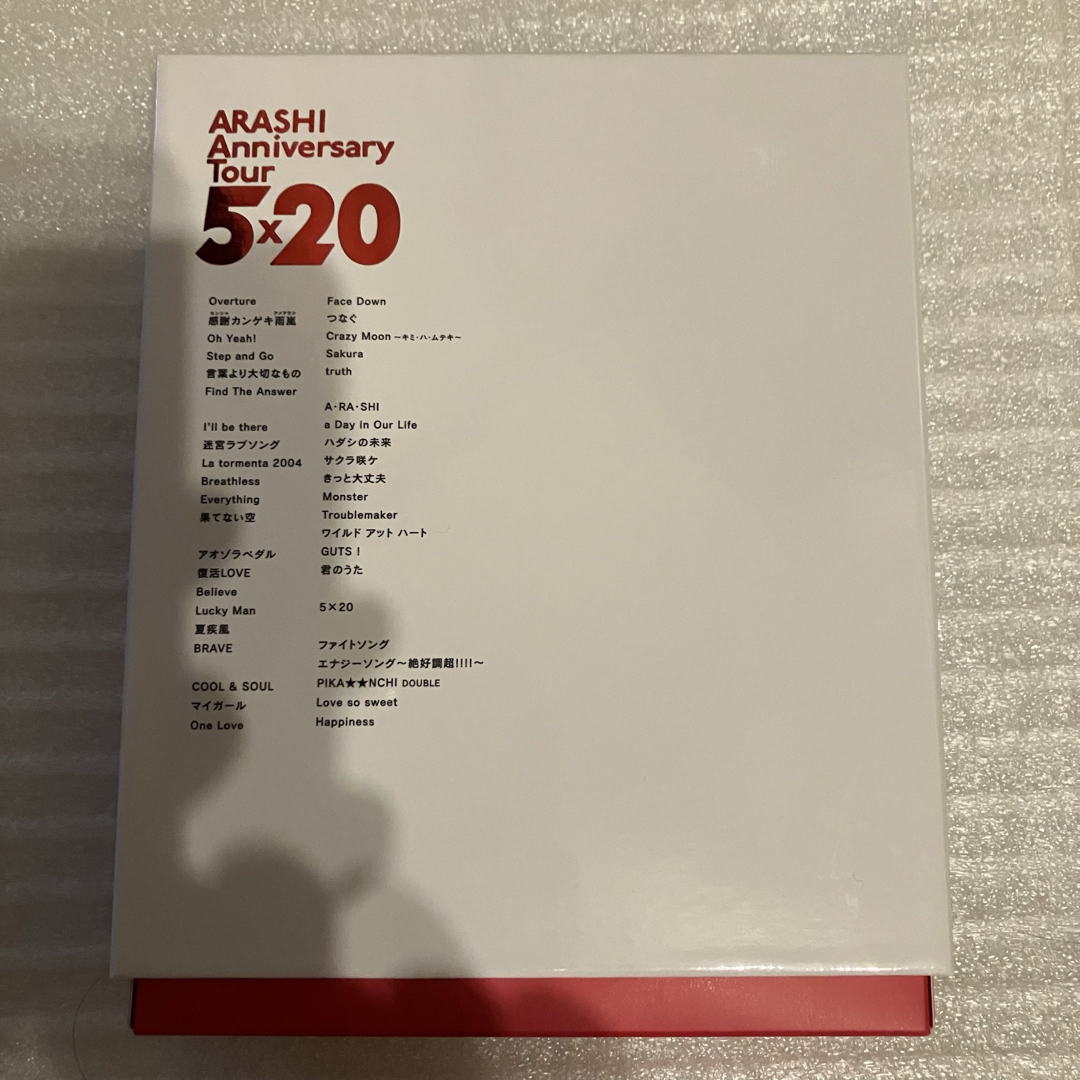 ARASHI
Anniversary
Tour
5×20
Overture
感謝カンゲキ雨嵐
Oh Yeah!
Step and Go
言葉より大切なもの
Find The Answer
I'll be there
迷宮ラブソング
La tormenta 2004
Breathless
Everything
果てない空
アオゾラペダル
復活LOVE
Believe
Lucky Man
夏疾風
BRAVE
COOL & SOUL
マイガール
One Love
Face Down
つなぐ
Crazy Moon ～キミ・ハ・ムテキ～
Sakura
truth
A・RA・SHI
a Day in Our Life
ハダシの未来
サクラ咲ケ
きっと大丈夫
Monster
Troublemaker
ワイルド アット ハート
GUTS !
君のうた
5×20
ファイトソング
エナジーソング～絶好調超!!!!～
PIKA★★NCHI DOUBLE
Love so sweet
Happiness